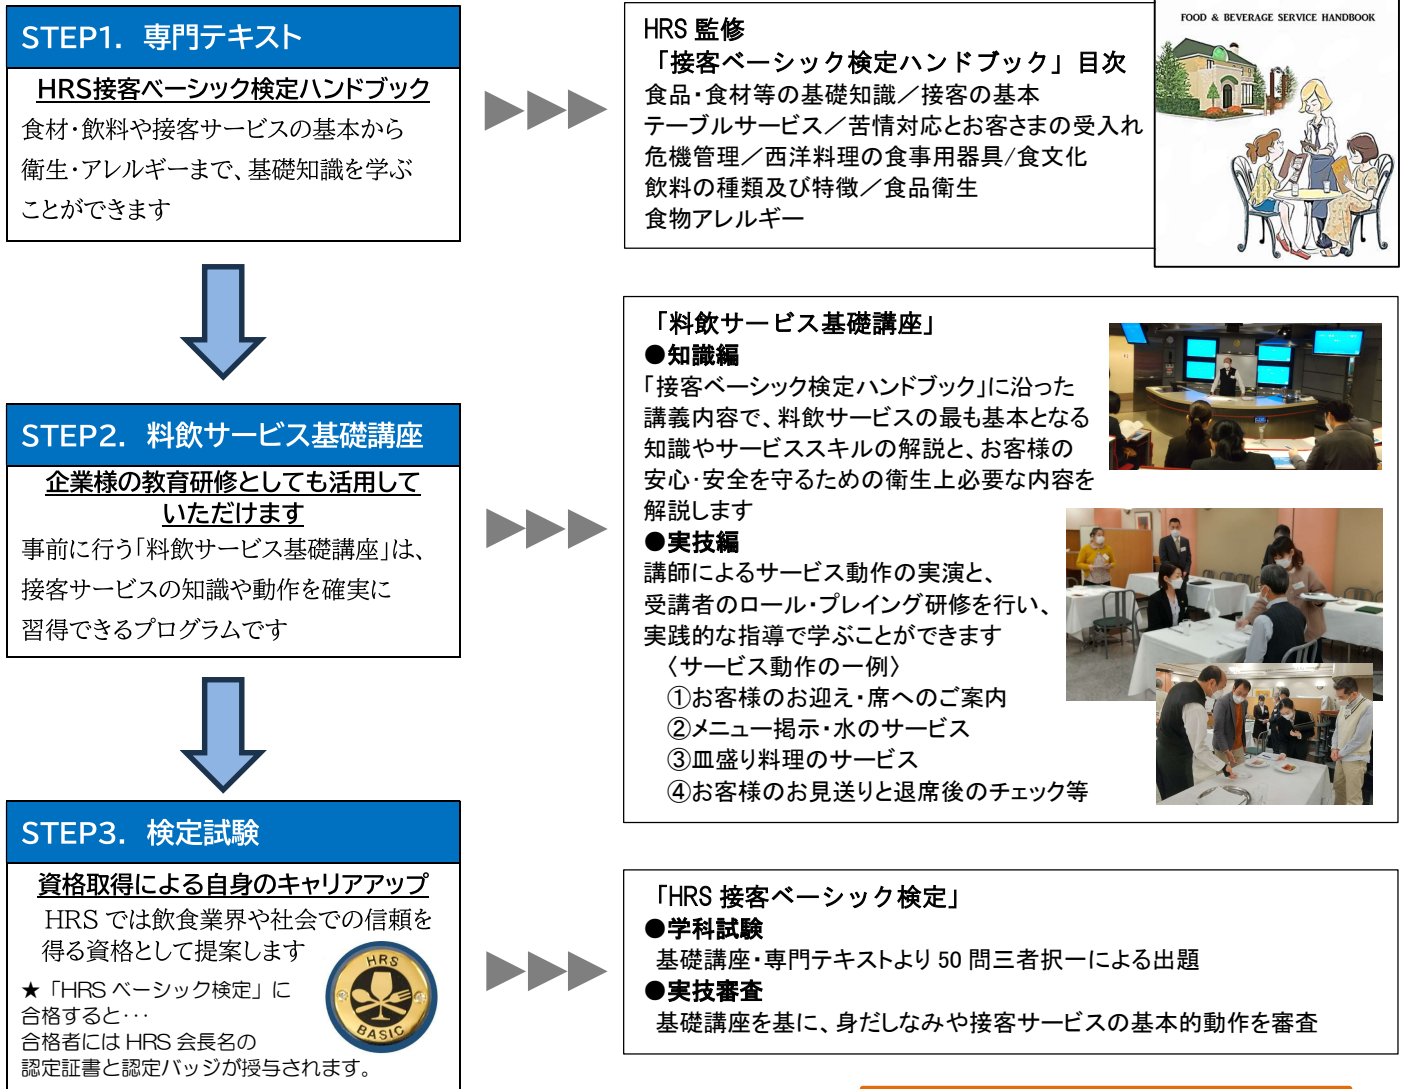 STEP1. 専門テキスト
HRS接客ベーシック検定ハンドブック
食材・飲料や接客サービスの基本から
衛生・アレルギーまで、基礎知識を学ぶ
ことができます
HRS 監修
「接客ベーシック検定ハンドブック」目次
食品・食材等の基礎知識／接客の基本
テーブルサービス／苦情対応とお客さまの受入れ
危機管理／西洋料理の食事用器具/食文化
飲料の種類及び特徴／食品衛生
食物アレルギー
FOOD & BEVERAGE SERVICE HANDBOOK
STEP2. 料飲サービス基礎講座
企業様の教育研修としても活用して
いただけます
事前に行う「料飲サービス基礎講座」は、
接客サービスの知識や動作を確実に
習得できるプログラムです
「料飲サービス基礎講座」
●知識編
「接客ベーシック検定ハンドブック」に沿った
講義内容で、料飲サービスの最も基本となる
知識やサービススキルの解説と、お客様の
安心・安全を守るための衛生上必要な内容を
解説します
●実技編
講師によるサービス動作の実演と、
受講者のロール・プレイング研修を行い、
実践的な指導で学ぶことができます
〈サービス動作の一例〉
①お客様のお迎え・席へのご案内
②メニュー掲示・水のサービス
③皿盛り料理のサービス
④お客様のお見送りと退席後のチェック等
STEP3. 検定試験
資格取得による自身のキャリアアップ
HRS では飲食業界や社会での信頼を
得る資格として提案します
★「HRS ベーシック検定」に
合格すると･･･
合格者には HRS 会長名の
認定証書と認定バッジが授与されます。
HRS
BASIC
「HRS 接客ベーシック検定」
●学科試験
基礎講座・専門テキストより 50 問三者択一による出題
●実技審査
基礎講座を基に、身だしなみや接客サービスの基本的動作を審査